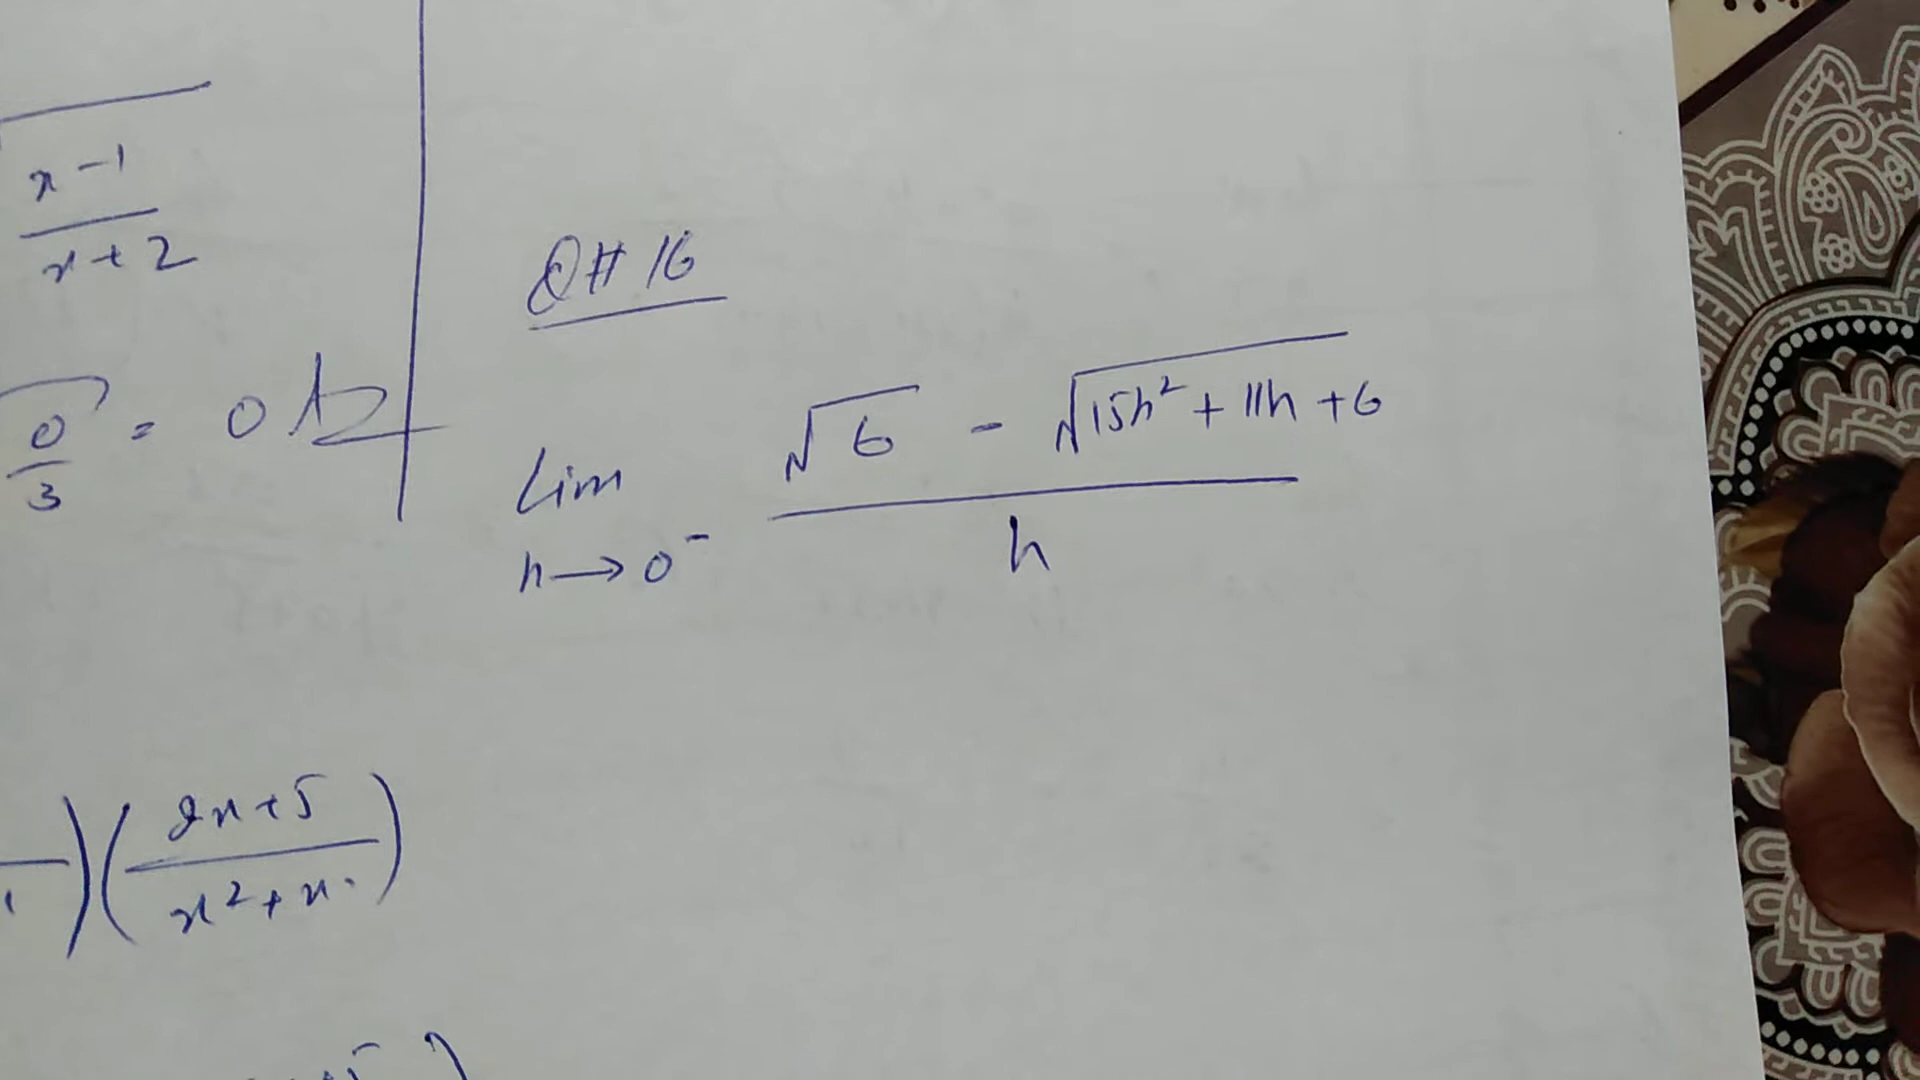 x-1
x+2
0/3 = 0
Q#16
Lim h→0⁻ (√6 - √15h² + 11h + 6) / h
)(2x+5 / x²+x)